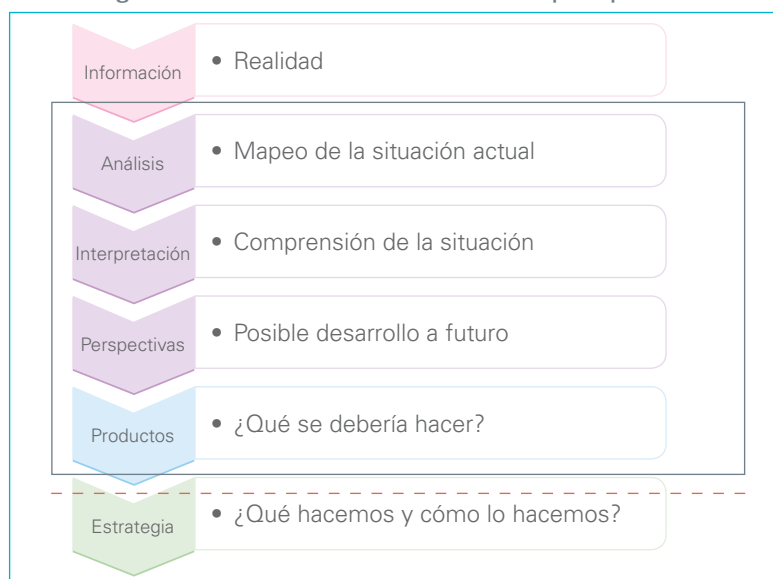 Información
• Realidad
Análisis
• Mapeo de la situación actual
Interpretación
• Comprensión de la situación
Perspectivas
• Posible desarrollo a futuro
Productos
• ¿Qué se debería hacer?
Estrategia
• ¿Qué hacemos y cómo lo hacemos?